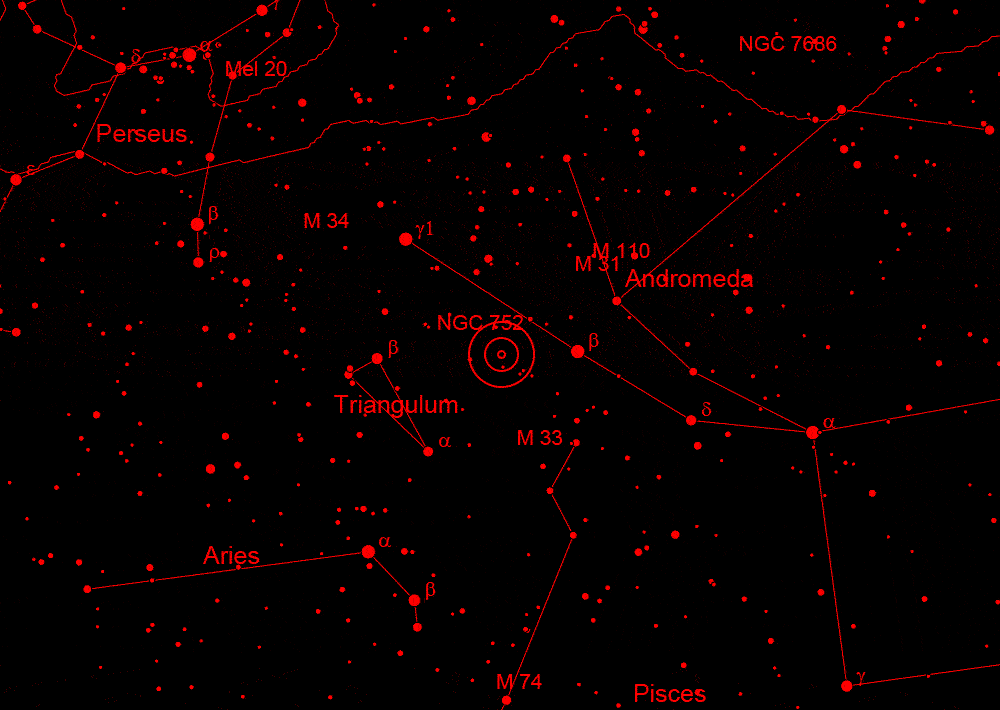 NGC 7686
δ
α
Mel 20
Perseus
ε
β
M 34
γ1
ρ
M 110
M 31
Andromeda
NGC 752
β
β
Triangulum
δ
α
M 33
α
Aries
α
β
M 74
γ
Pisces